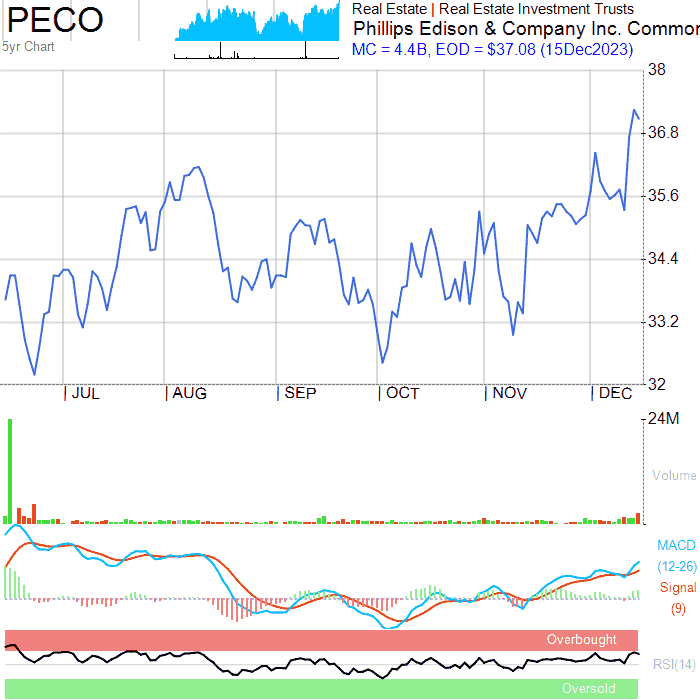 PECO
5yr Chart
Real Estate | Real Estate Investment Trusts
Phillips Edison & Company Inc. Common
MC = 4.4B, EOD = $37.08 (15Dec2023)
38
36.8
35.6
34.4
33.2
32
JUL AUG SEP OCT NOV DEC
24M
Volume
MACD
(12-26)
Signal
(9)
Overbought
RSI(14)
Oversold